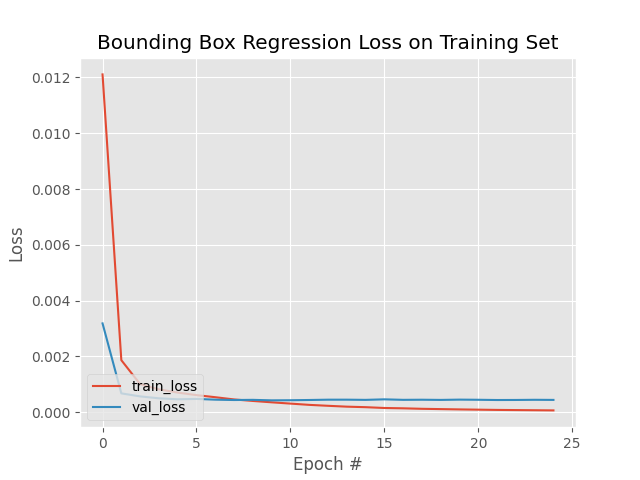 Bounding Box Regression Loss on Training Set
0.012
0.010
0.008
0.006
0.004
0.002
0.000
Loss
train_loss
val_loss
0 5 10 15 20 25
Epoch #